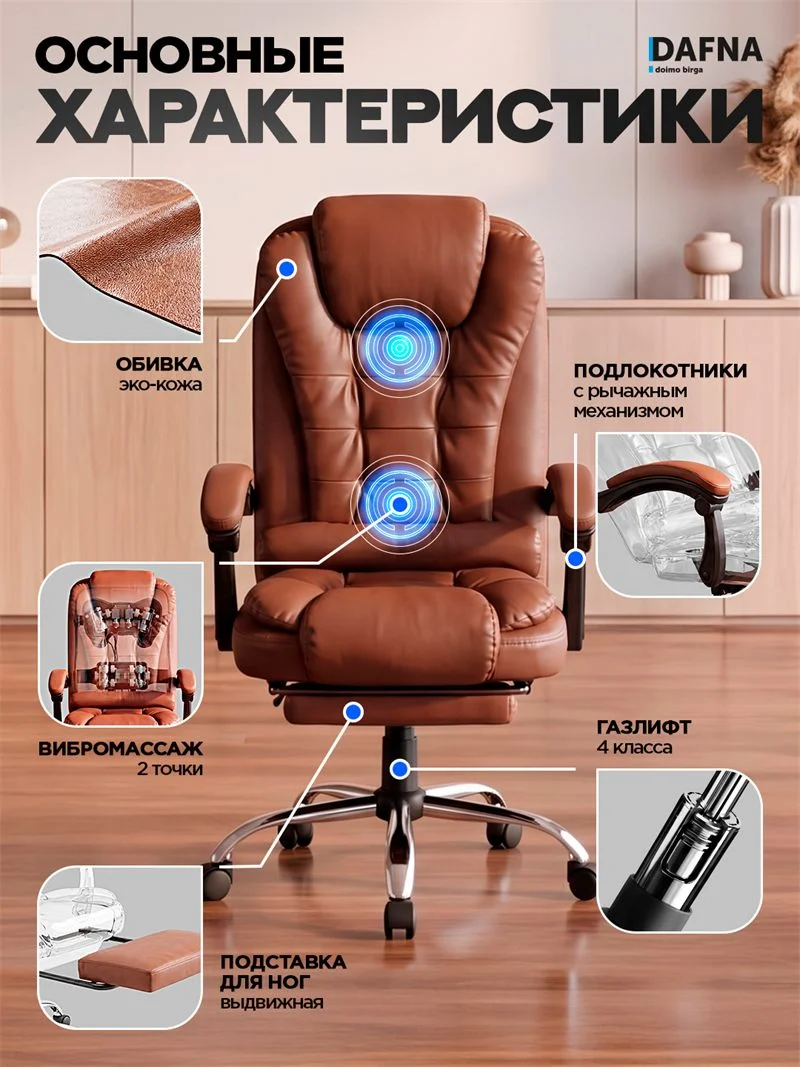 ОСНОВНЫЕ
DAFNA
doimo birga
ХАРАКТЕРИСТИКИ
ОБИВКА
эко-кожа
ПОДЛОКОТНИКИ
с рычажным
механизмом
ВИБРОМАССАЖ
2 точки
ГАЗЛИФТ
4 класса
ПОДСТАВКА
ДЛЯ НОГ
выдвижная